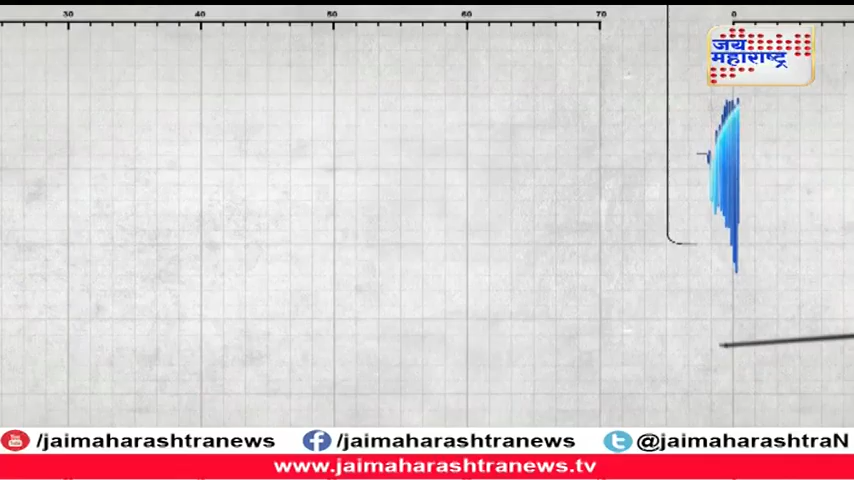 30 40 50 60 70 0
जय
महाराष्ट्र
/jaimaharashtranews /jaimaharashtranews @jaimaharashtraN
www.jaimaharashtranews.tv